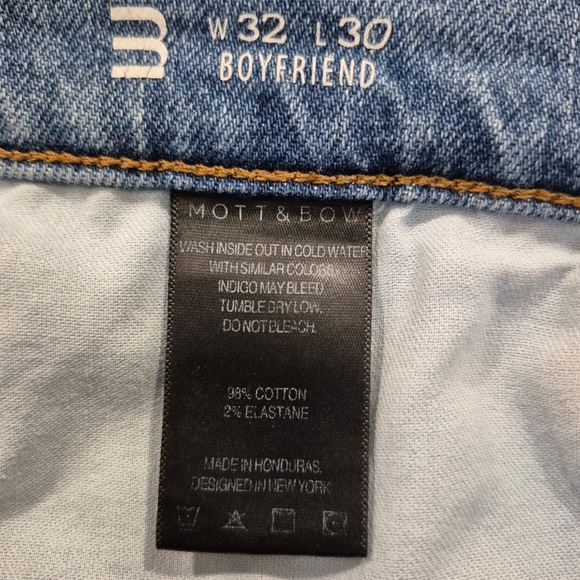 W 32 L 30
BOYFRIEND
MOTT & BOW
WASH INSIDE OUT IN COLD WATER
WITH SIMILAR COLORS.
INDIGO MAY BLEED.
TUMBLE DRY LOW.
DO NOT BLEACH.
98% COTTON
2% ELASTANE
MADE IN HONDURAS.
DESIGNED IN NEW YORK